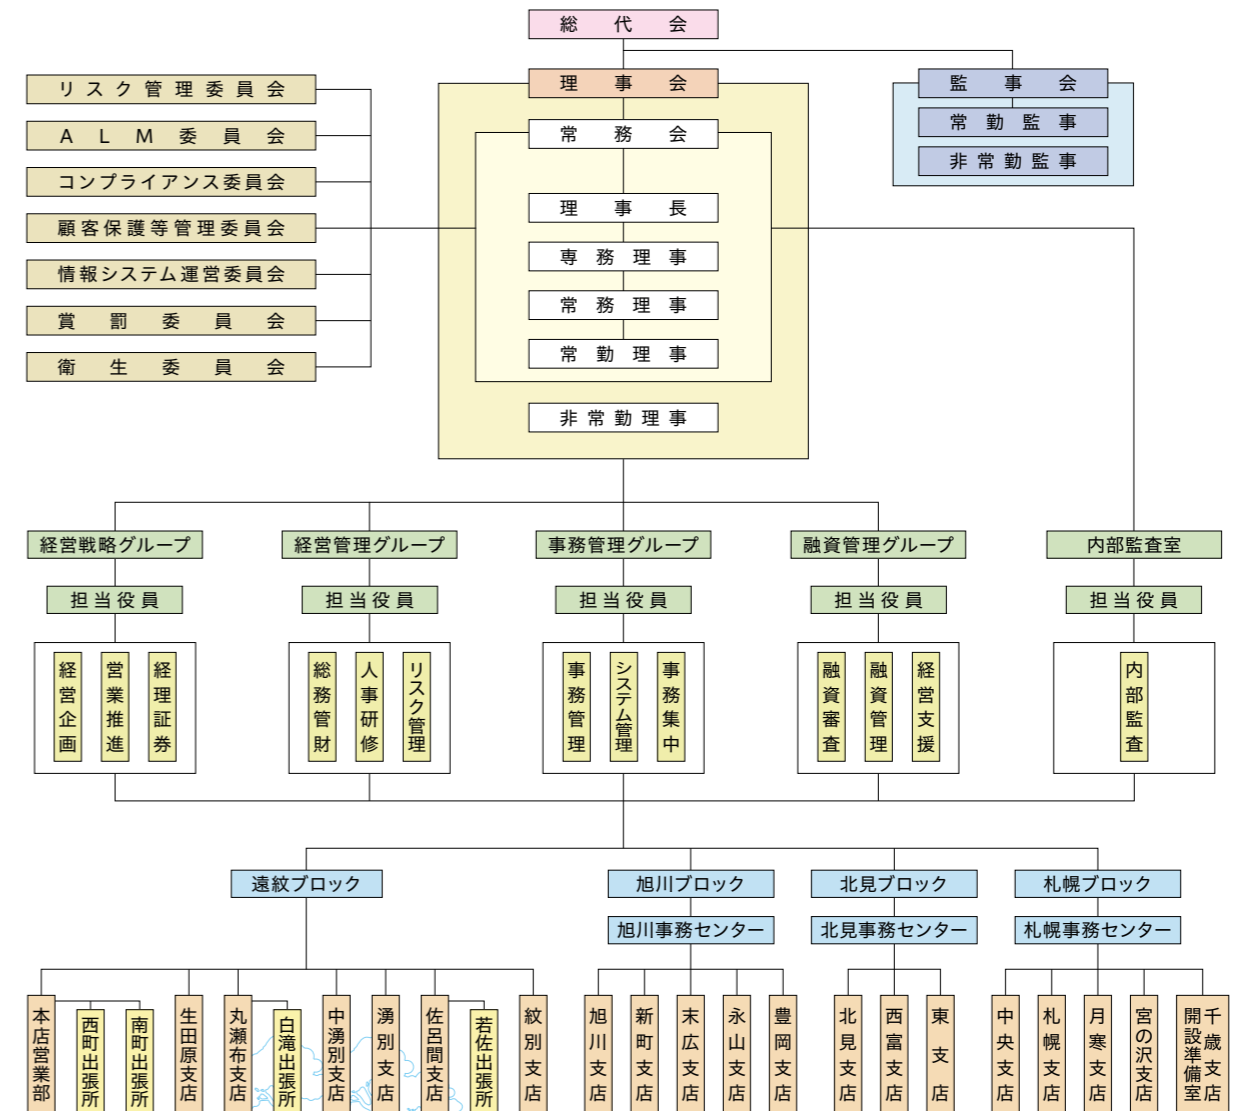 総代会
理事会
監事会
常勤監事
非常勤監事
リスク管理委員会
ALM委員会
コンプライアンス委員会
顧客保護等管理委員会
情報システム運営委員会
賞罰委員会
衛生委員会
常務会
理事長
専務理事
常務理事
常勤理事
非常勤理事
経営戦略グループ
経営管理グループ
事務管理グループ
融資管理グループ
内部監査室
担当役員
担当役員
担当役員
担当役員
担当役員
経営企画
営業推進
経理証券
総務管財
人事研修
リスク管理
事務管理
システム管理
事務集中
融資審査
融資管理
経営支援
内部監査
遠紋ブロック
旭川ブロック
北見ブロック
札幌ブロック
旭川事務センター
北見事務センター
札幌事務センター
本店営業部
西町出張所
南町出張所
生田原支店
丸瀬布支店
白滝出張所
中湧別支店
湧別支店
佐呂間支店
若佐出張所
紋別支店
旭川支店
新町支店
末広支店
永山支店
豊岡支店
北見支店
西富支店
東支店
中央支店
札幌支店
月寒支店
宮の沢支店
千歳支店
開設準備室